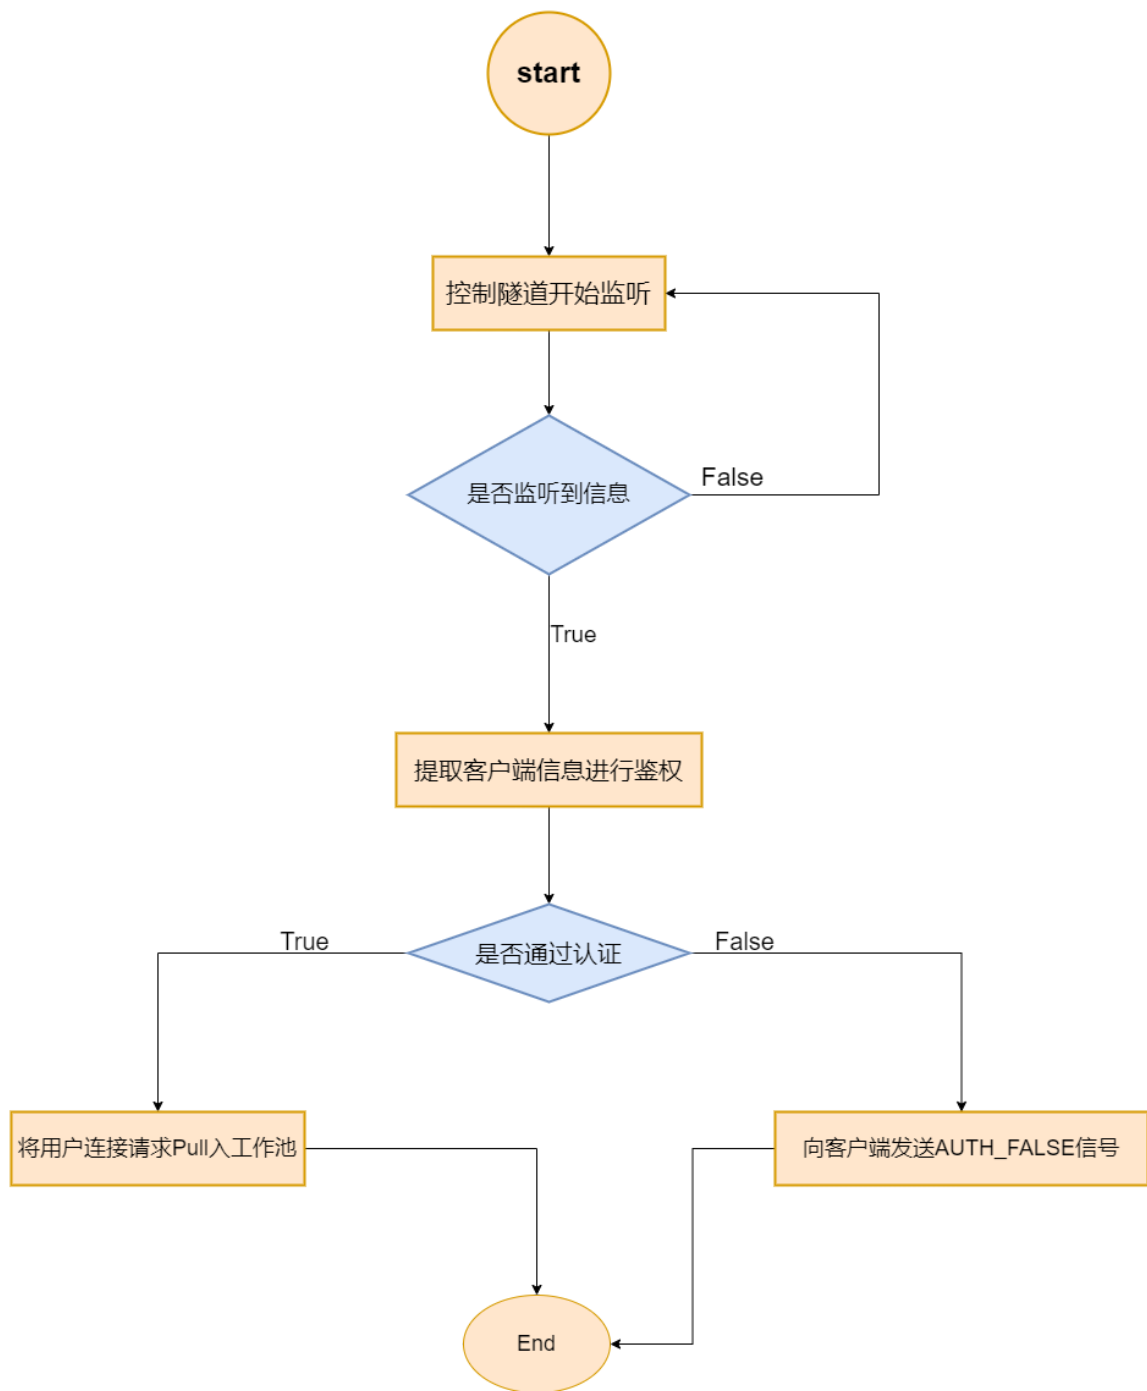 start
控制隧道开始监听
是否监听到信息
False
True
提取客户端信息进行鉴权
True
是否通过认证
False
将用户连接请求Pull入工作池
向客户端发送AUTH_FALSE信号
End